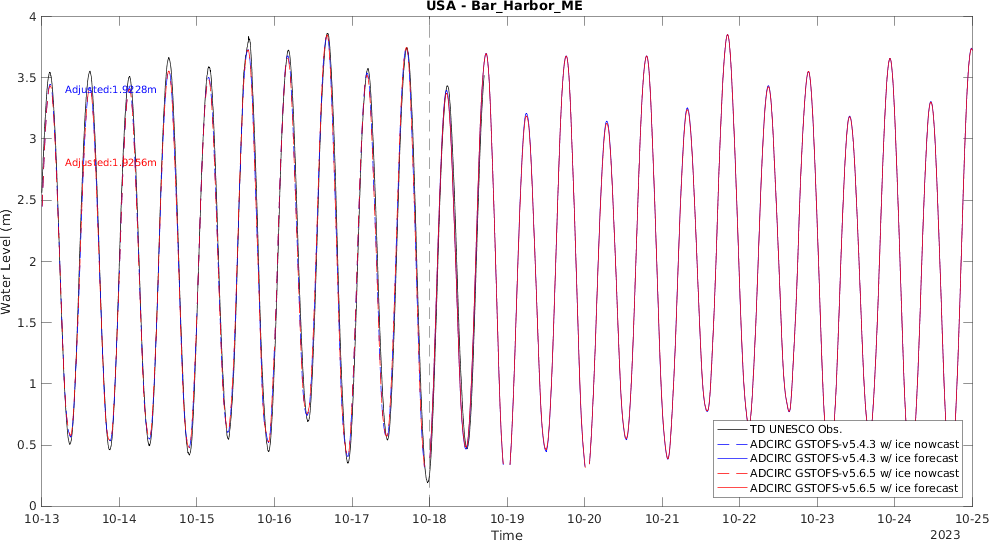 USA - Bar_Harbor_ME
4
3.5
3
2.5
2
1.5
1
0.5
0
Water Level (m)
Adjusted:1.9228m
Adjusted:1.9256m
TD UNESCO Obs.
ADCIRC GSTOFS-v5.4.3 w/ ice nowcast
ADCIRC GSTOFS-v5.4.3 w/ ice forecast
ADCIRC GSTOFS-v5.6.5 w/ ice nowcast
ADCIRC GSTOFS-v5.6.5 w/ ice forecast
10-13 10-14 10-15 10-16 10-17 10-18 10-19 10-20 10-21 10-22 10-23 10-24 10-25
Time
2023